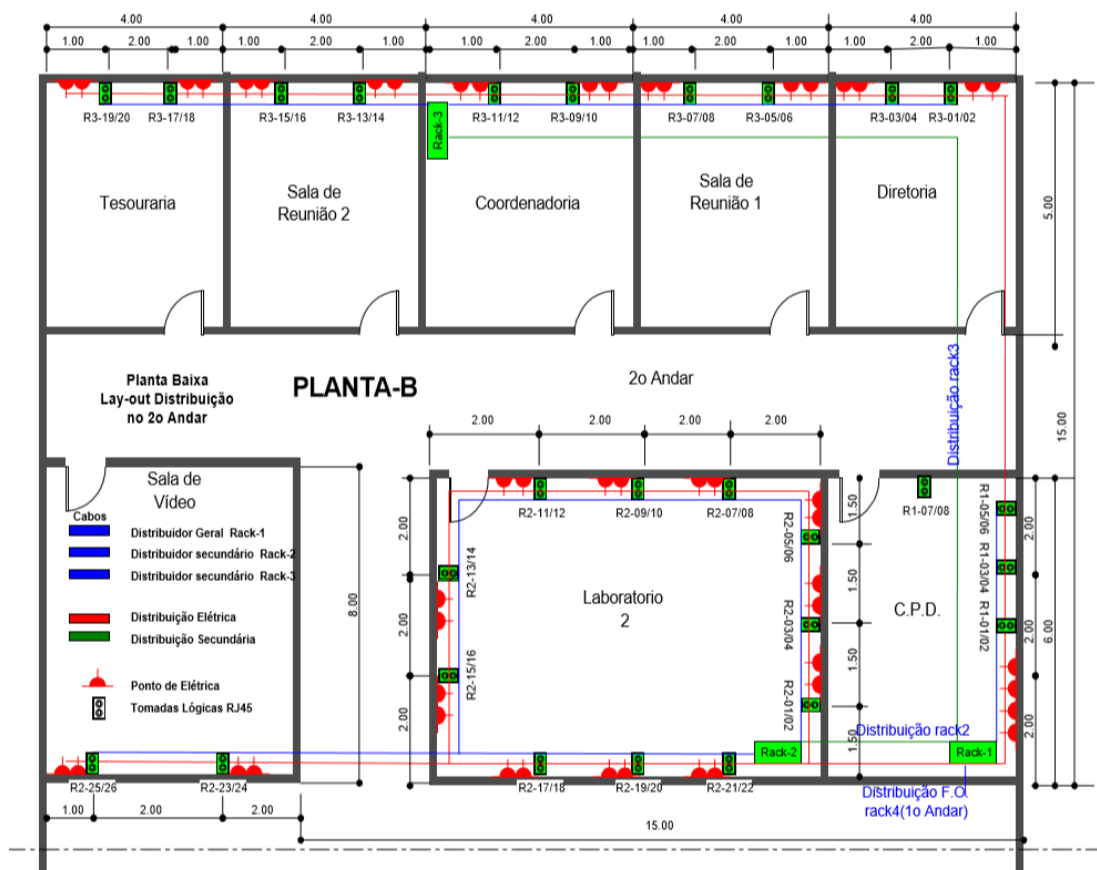 4.00 4.00 4.00 4.00 4.00
1.00 2.00 1.00 1.00 2.00 1.00 1.00 2.00 1.00 1.00 2.00 1.00 1.00 2.00 1.00
R3-19/20 R3-17/18 R3-15/16 R3-13/14 R3-11/12 R3-09/10 R3-07/08 R3-05/06 R3-03/04 R3-01/02
Rack-3
Tesouraria
Sala de
Reunião 2
Coordenadoria
Sala de
Reunião 1
Diretoria
5.00
Planta Baixa
Lay-out Distribuição
no 2o Andar
PLANTA-B
2o Andar
Distribuição rack3
15.00
2.00 2.00 2.00 2.00
Sala de
Vídeo
Cabos
Distribuidor Geral Rack-1
Distribuidor secundário Rack-2
Distribuidor secundário Rack-3
Distribuição Elétrica
Distribuição Secundária
Ponto de Elétrica
Tomadas Lógicas RJ45
8.00
2.00
2.00
2.00
R2-11/12 R2-09/10 R2-07/08
R2-13/14
R2-15/16
R2-05/06
R2-03/04
R2-01/02
Laboratorio
2
1.50
1.50
1.50
1.50
R1-07/08
R1-05/06
R1-03/04
R1-01/02
C.P.D.
2.00
2.00
2.00
6.00
Distribuição rack2
Rack-2
Rack-1
R2-25/26 R2-23/24 R2-17/18 R2-19/20 R2-21/22
Distribuição F.O.
rack4(1o Andar)
1.00 2.00 2.00
15.00